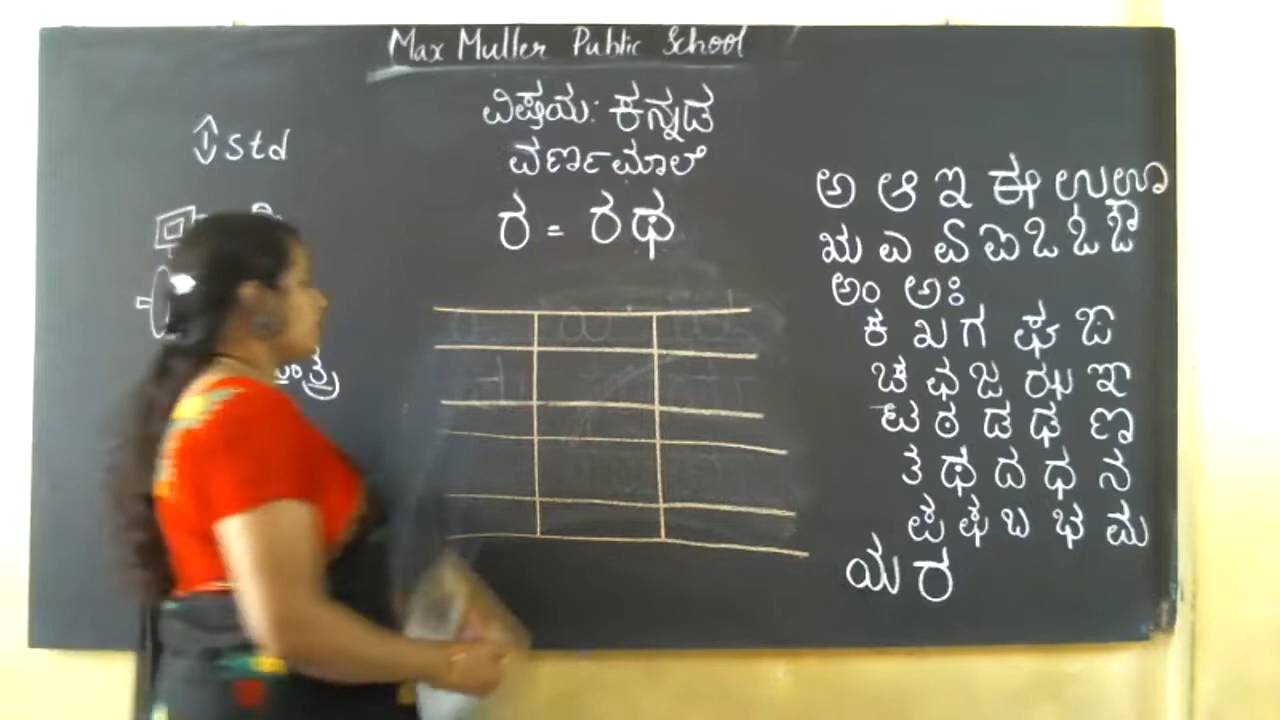 Max Muller Public School
I Std
ವಿಷಯ: ಕನ್ನಡ
ವರ್ಣಮಾಲೆ
ರ = ರಥ
ಅ ಆ ಇ ಈ ಉ ಊ
ಋ ಎ ಏ ಐ ಒ ಓ ಔ
ಅಂ ಅಃ
ಕ ಖ ಗ ಘ ಙ
ಚ ಛ ಜ ಝ ಞ
ಟ ಠ ಡ ಢ ಣ
ತ ಥ ದ ಧ ನ
ಪ ಫ ಬ ಭ ಮ
ಯ ರ